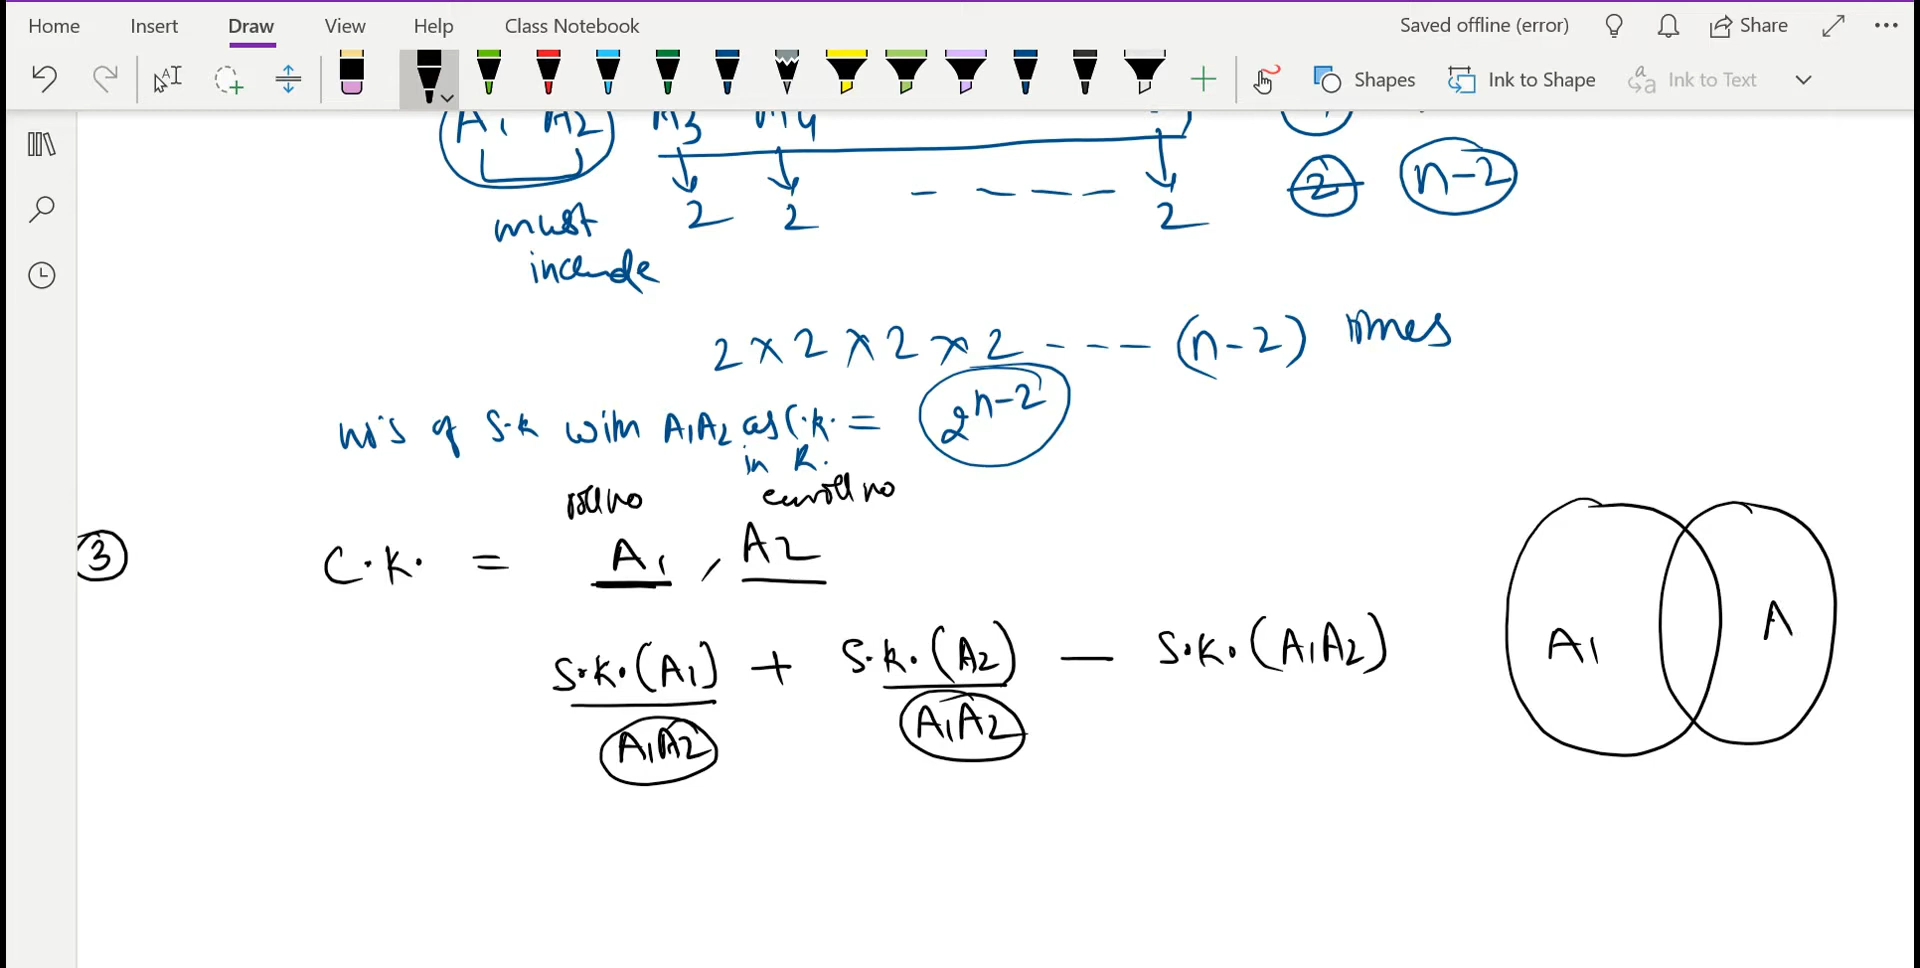 Home Insert Draw View Help Class Notebook Saved offline (error) Share
Shapes Ink to Shape Ink to Text
A1 A2 A3 A4
2 n-2
2 2 - - - - - 2
must
include
2 × 2 × 2 × 2 - - - (n-2) times
no's of S.K with A1A2 as C.K. = 2^n-2
in R.
roll no enroll no
3 C.K. = A1 , A2
S.K.(A1) + S.K.(A2) - S.K.(A1A2)
A1A2 A1A2
A1 A